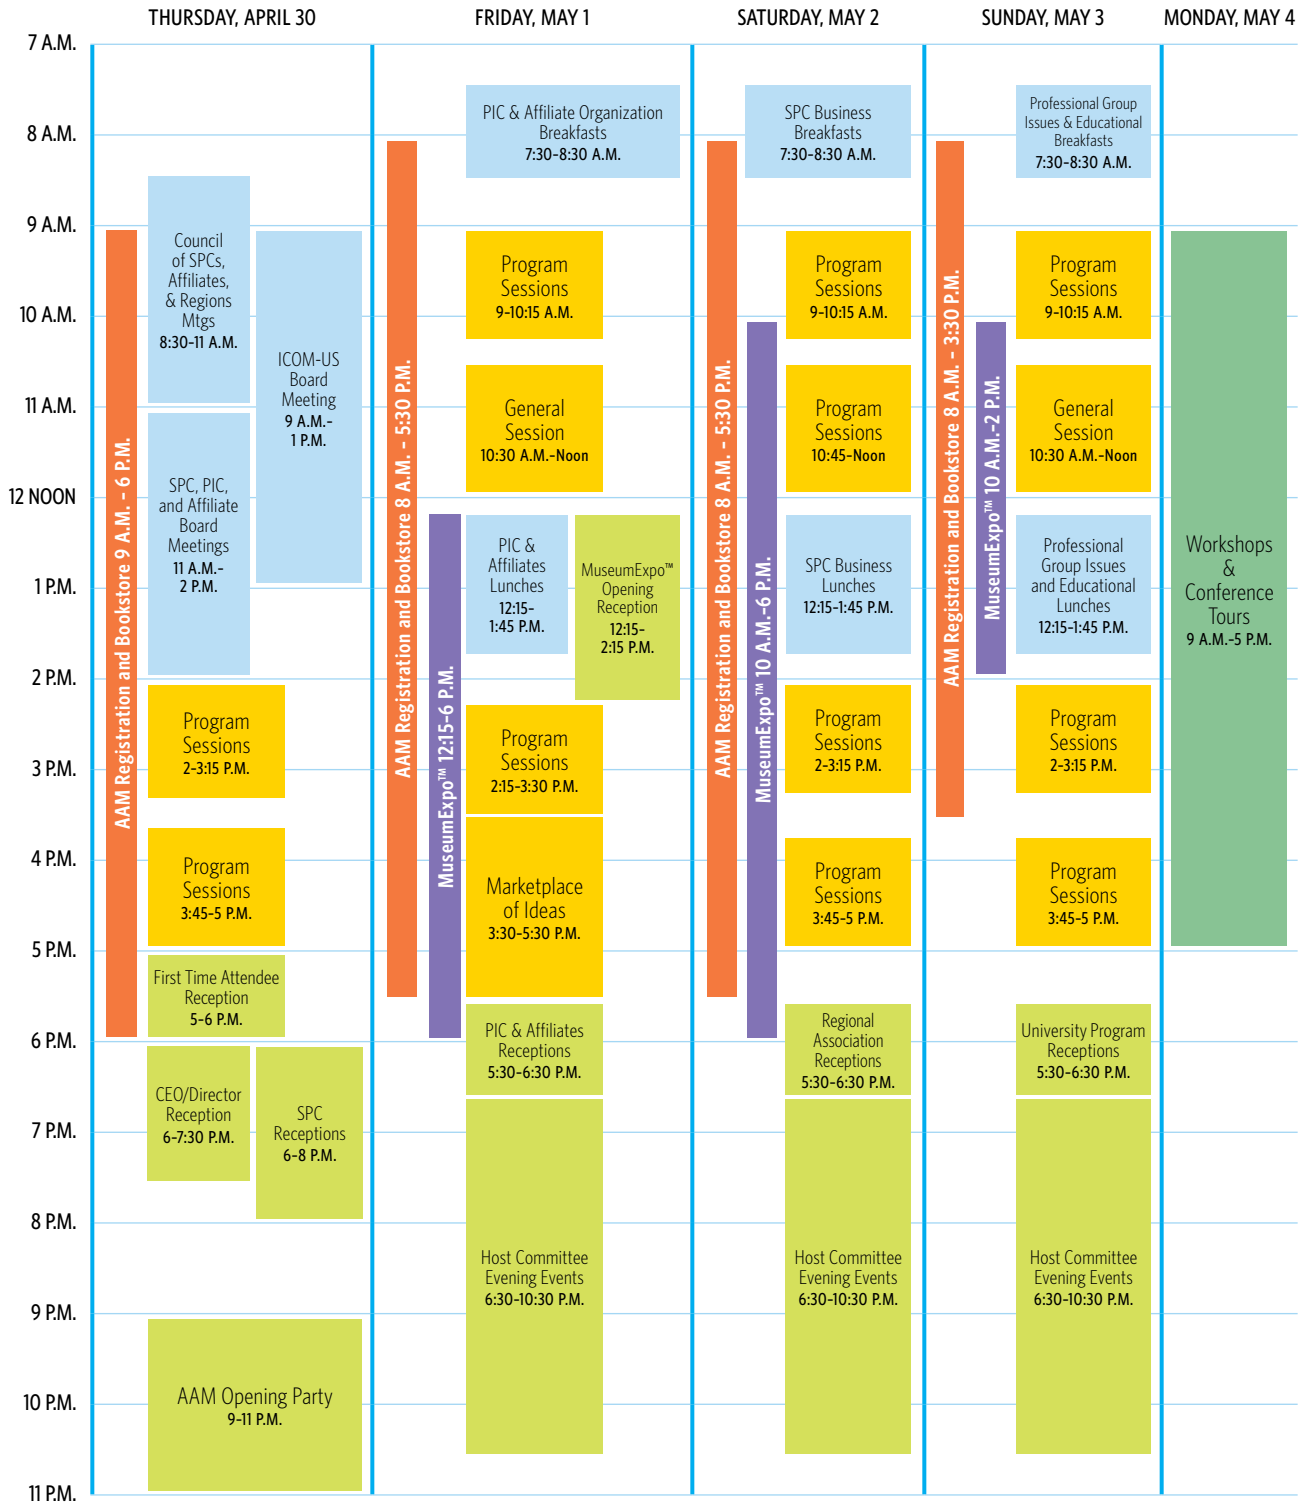 THURSDAY, APRIL 30
FRIDAY, MAY 1
SATURDAY, MAY 2
SUNDAY, MAY 3
MONDAY, MAY 4
7 A.M.
8 A.M.
9 A.M.
10 A.M.
11 A.M.
12 NOON
1 P.M.
2 P.M.
3 P.M.
4 P.M.
5 P.M.
6 P.M.
7 P.M.
8 P.M.
9 P.M.
10 P.M.
11 P.M.
AAM Registration and Bookstore 9 A.M. - 6 P.M.
Council
of SPCs,
Affiliates,
& Regions
Mtgs
8:30-11 A.M.
ICOM-US
Board
Meeting
9 A.M.-
1 P.M.
SPC, PIC,
and Affiliate
Board
Meetings
11 A.M.-
2 P.M.
Program
Sessions
2-3:15 P.M.
Program
Sessions
3:45-5 P.M.
First Time Attendee
Reception
5-6 P.M.
CEO/Director
Reception
6-7:30 P.M.
SPC
Receptions
6-8 P.M.
AAM Opening Party
9-11 P.M.
AAM Registration and Bookstore 8 A.M. - 5:30 P.M.
MuseumExpo™ 12:15-6 P.M.
PIC & Affiliate Organization
Breakfasts
7:30-8:30 A.M.
Program
Sessions
9-10:15 A.M.
General
Session
10:30 A.M.-Noon
PIC &
Affiliates
Lunches
12:15-
1:45 P.M.
MuseumExpo™
Opening
Reception
12:15-
2:15 P.M.
Program
Sessions
2:15-3:30 P.M.
Marketplace
of Ideas
3:30-5:30 P.M.
PIC & Affiliates
Receptions
5:30-6:30 P.M.
Host Committee
Evening Events
6:30-10:30 P.M.
AAM Registration and Bookstore 8 A.M. - 5:30 P.M.
MuseumExpo™ 10 A.M.-6 P.M.
SPC Business
Breakfasts
7:30-8:30 A.M.
Program
Sessions
9-10:15 A.M.
Program
Sessions
10:45-Noon
SPC Business
Lunches
12:15-1:45 P.M.
Program
Sessions
2-3:15 P.M.
Program
Sessions
3:45-5 P.M.
Regional
Association
Receptions
5:30-6:30 P.M.
Host Committee
Evening Events
6:30-10:30 P.M.
AAM Registration and Bookstore 8 A.M. - 3:30 P.M.
MuseumExpo™ 10 A.M.-2 P.M.
Professional Group
Issues & Educational
Breakfasts
7:30-8:30 A.M.
Program
Sessions
9-10:15 A.M.
General
Session
10:30 A.M.-Noon
Professional
Group Issues
and Educational
Lunches
12:15-1:45 P.M.
Program
Sessions
2-3:15 P.M.
Program
Sessions
3:45-5 P.M.
University Program
Receptions
5:30-6:30 P.M.
Host Committee
Evening Events
6:30-10:30 P.M.
Workshops
&
Conference
Tours
9 A.M.-5 P.M.